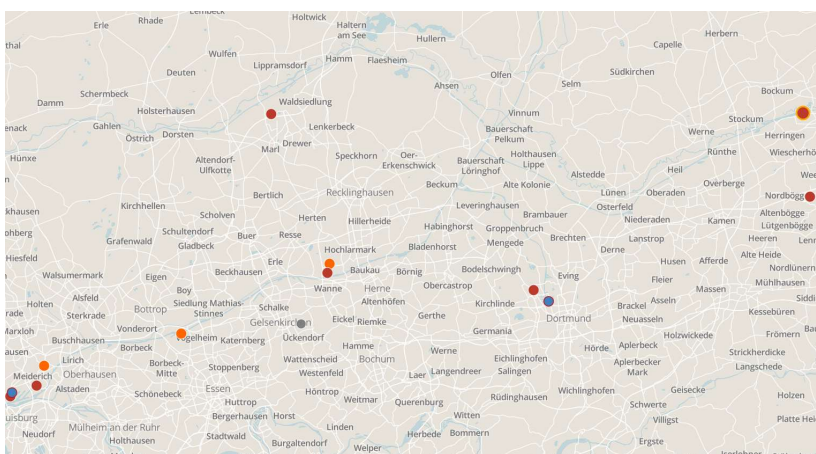 Lembeck
Erle
Rhade
Holtwick
Haltern
am See
Hullern
Herbern
Capelle
Wulfen
Lippramsdorf
Hamm
Flaesheim
Deuten
Olfen
Selm
Südkirchen
Ahsen
Schermbeck
Damm
Holsterhausen
Waldsiedlung
Bockum
Vinnum
Stockum
Gahlen
Östrich
Dorsten
Lenkerbeck
Bauerschaft
Pelkum
Werne
Herringen
Drewer
Marl
Hünxe
Altendorf-
Ulfkotte
Speckhorn
Oer-
Erkenschwick
Bauerschaft
Löringhof
Holthausen
Lippe
Rünthe
Wiescherhö
Alstedde
Heil
Beckum
Alte Kolonie
Overberge
Bertlich
Recklinghausen
Lünen
Oberaden
Nordbögg
Kirchhellen
Scholven
Herten
Hillerheide
Leveringhausen
Brambauer
Osterfeld
Niederaden
Kamen
Altenbögge
Lütgenbögge
khausen
Schultendorf
Habinghorst
Groppenbruch
ohberg
Grafenwald
Gladbeck
Buer
Resse
Hochlarmark
Bladenhorst
Mengede
Brechten
Lanstrop
Heeren
Derne
Hiesfeld
Erle
Beckhausen
Baukau
Börnig
Bodelschwingh
Eving
Husen
Afferde
Alte Heide
Nordlünern
Walsumermark
Eigen
Boy
Wanne
Herne
Obercastrop
Fleier
Massen
Mühlhausen
Holten
Alsfeld
Sterkrade
Bottrop
Siedlung Mathias-
Stinnes
Schalke
Altenhöfen
Kirchlinde
Brackel
Asseln
Gelsenkirchen
Eickel
Riemke
Gerthe
Dortmund
Neuasseln
Kessebüren
Marxloh
Vonderort
Vogelheim
Katernberg
Ückendorf
Germania
Holzwickede
Frömern
Buschhausen
Borbeck
Hamme
Werne
Hörde
Aplerbeck
Strickherdicke
Lirich
Borbeck-
Mitte
Stoppenberg
Wattenscheid
Bochum
Eichlinghofen
Aplerbecker
Mark
Langschede
Meiderich
Oberhausen
Westenfeld
Laer
Langendreer
Salingen
Alstaden
Schönebeck
Essen
Höntrop
Weitmar
Querenburg
Rüdinghausen
Wichlinghofen
Geisecke
Holzen
Huttrop
Schwerte
uisburg
Bergerhausen
Horst
Witten
Villigst
Platte Hei
Neudorf
Mülheim an der Ruhr
Linden
Holthausen
Stadtwald
Burgaltendorf
Herbede
Bommern
Ergste
Welper
Iserlohner